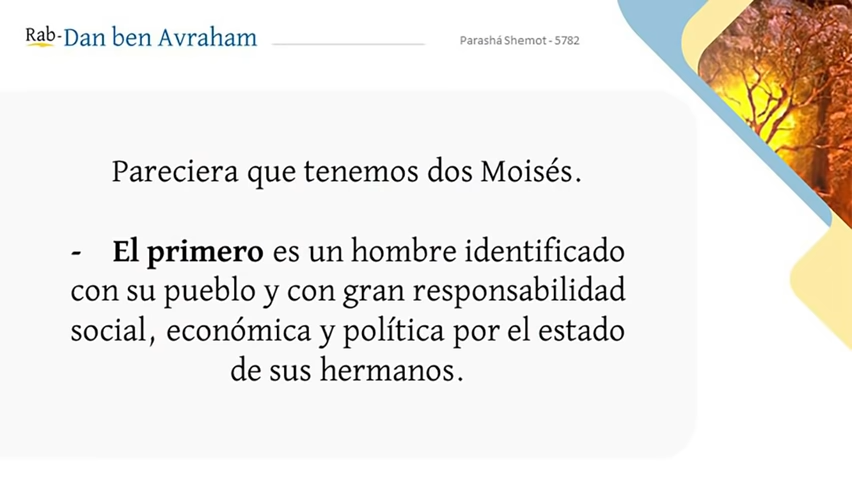 Rab-Dan ben Avraham
Parashá Shemot - 5782
Pareciera que tenemos dos Moisés.
- El primero es un hombre identificado
con su pueblo y con gran responsabilidad
social, económica y política por el estado
de sus hermanos.